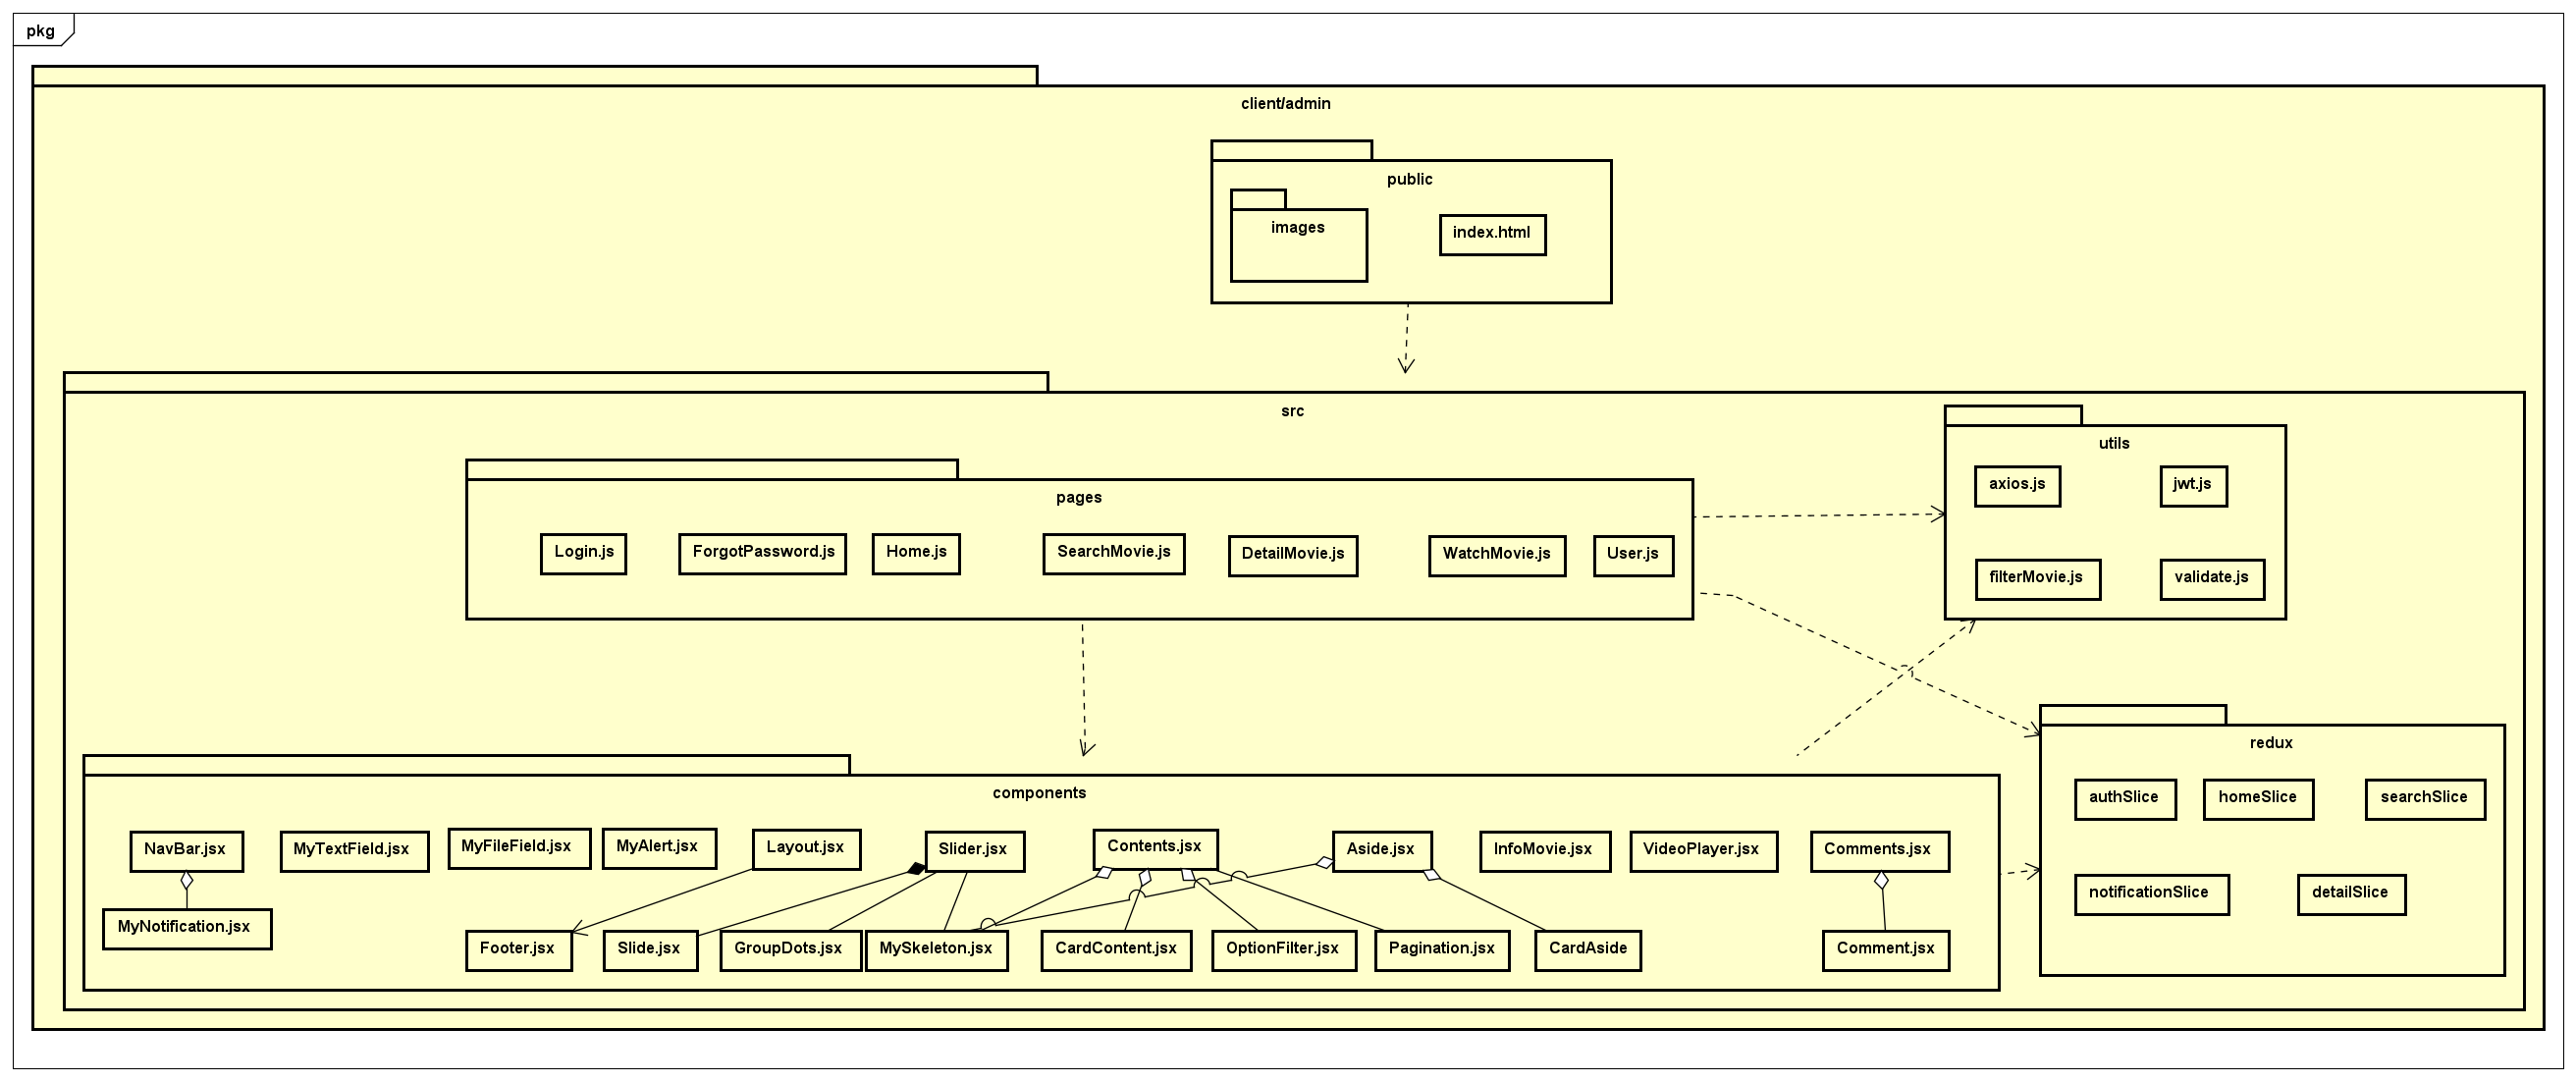 pkg
client/admin
public
images
index.html
src
utils
axios.js
jwt.js
filterMovie.js
validate.js
pages
Login.js
ForgotPassword.js
Home.js
SearchMovie.js
DetailMovie.js
WatchMovie.js
User.js
redux
authSlice
homeSlice
searchSlice
notificationSlice
detailSlice
components
NavBar.jsx
MyTextField.jsx
MyFileField.jsx
MyAlert.jsx
Layout.jsx
Slider.jsx
Contents.jsx
Aside.jsx
InfoMovie.jsx
VideoPlayer.jsx
Comments.jsx
MyNotification.jsx
Footer.jsx
Slide.jsx
GroupDots.jsx
MySkeleton.jsx
CardContent.jsx
OptionFilter.jsx
Pagination.jsx
CardAside
Comment.jsx